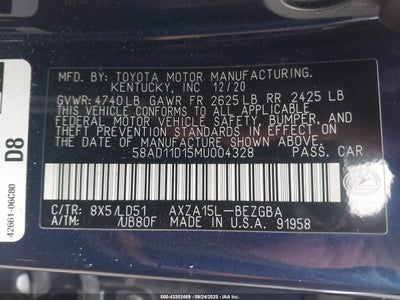 MFD. BY: TOYOTA MOTOR MANUFACTURING.
KENTUCKY, INC 12/20
GVWR: 4740LB GAWR FR 2625LB RR 2425 LB
THIS VEHICLE CONFORMS TO ALL APPLICABLE
FEDERAL MOTOR VEHICLE SAFETY, BUMPER, AND
THEFT PREVENTION STANDARDS IN EFFECT ON THE
DATE OF MANUFACTURE SHOWN ABOVE.
58AD11D15MU004328 PASS. CAR
C/TR: 8X5/LD51 AXZA15L-BEZGBA
A/TM: /UB80F MADE IN U.S.A. 91958
D8
42661-06C80
000-43302469 - (09/24/2025) - IAAI.COM